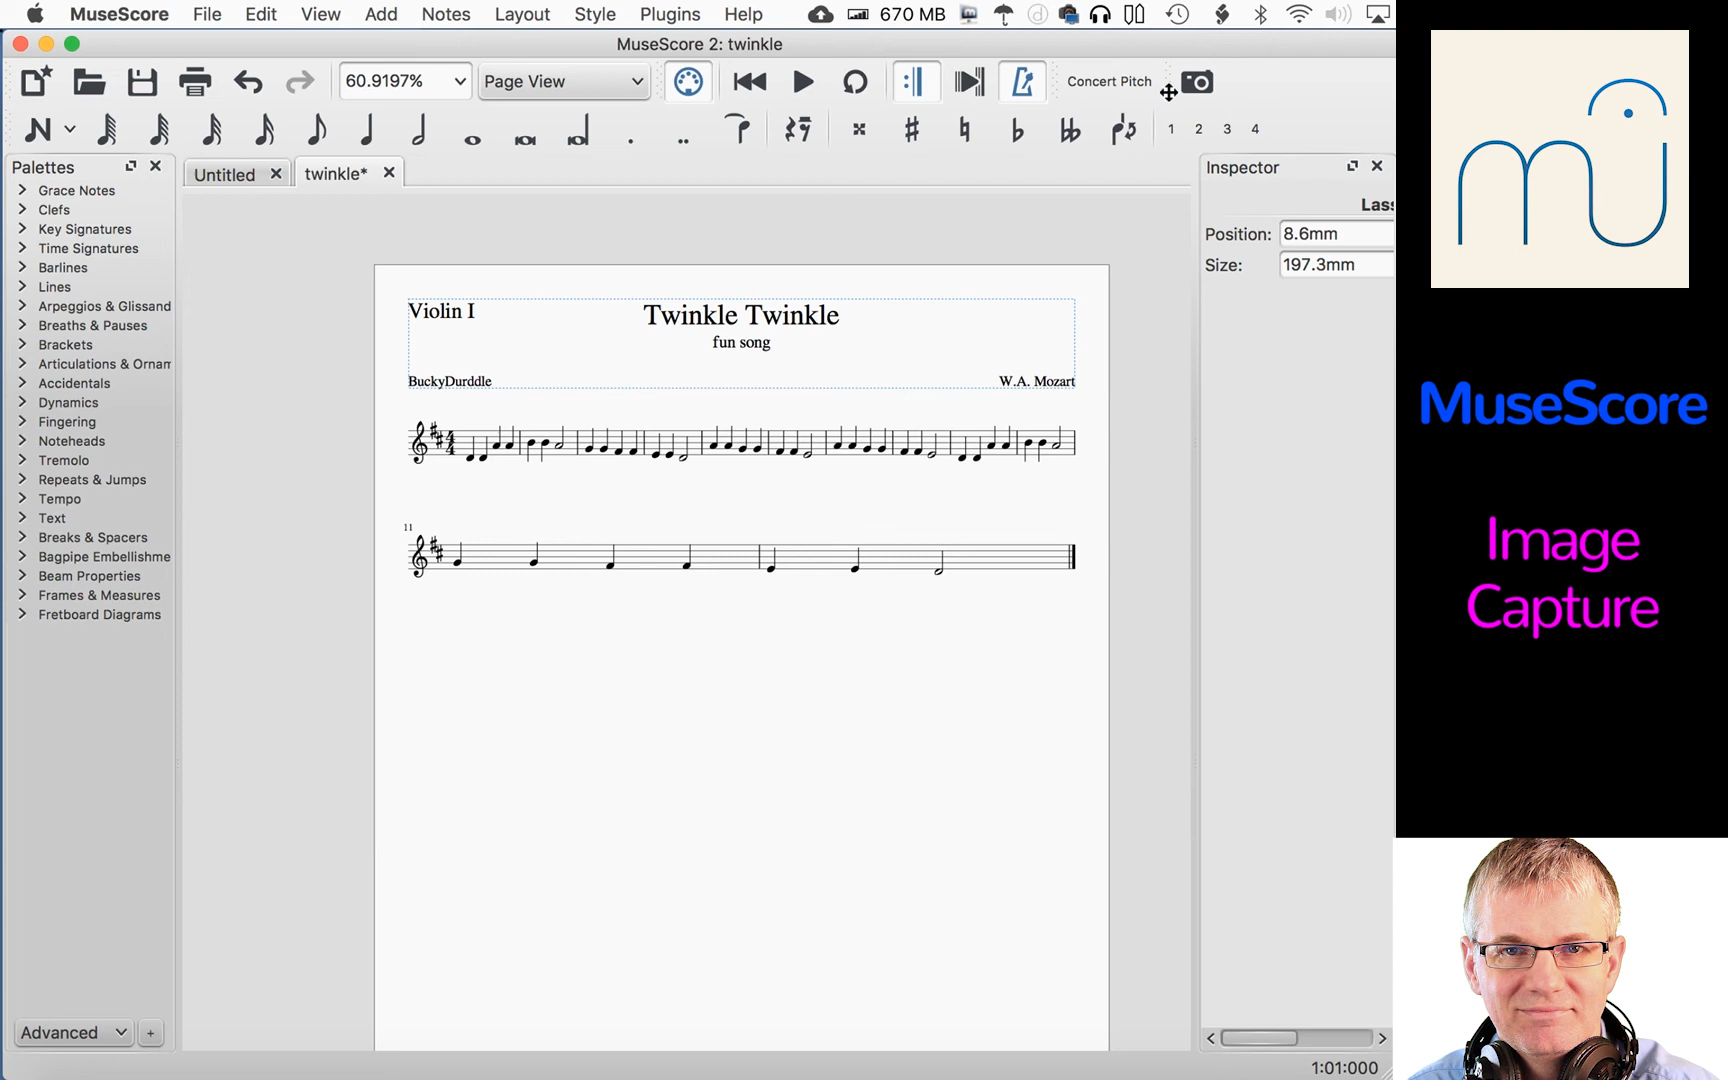 MuseScore File Edit View Add Notes Layout Style Plugins Help 670 MB
MuseScore 2: twinkle
60.9197% Page View Concert Pitch
1 2 3 4
Palettes
Grace Notes
Clefs
Key Signatures
Time Signatures
Barlines
Lines
Arpeggios & Glissand
Breaths & Pauses
Brackets
Articulations & Ornam
Accidentals
Dynamics
Fingering
Noteheads
Tremolo
Repeats & Jumps
Tempo
Text
Breaks & Spacers
Bagpipe Embellishme
Beam Properties
Frames & Measures
Fretboard Diagrams
Advanced +
Untitled twinkle*
Violin I
Twinkle Twinkle
fun song
BuckyDurddle W.A. Mozart
11
Inspector
Lass
Position: 8.6mm
Size: 197.3mm
1:01:000
mu
MuseScore
Image
Capture